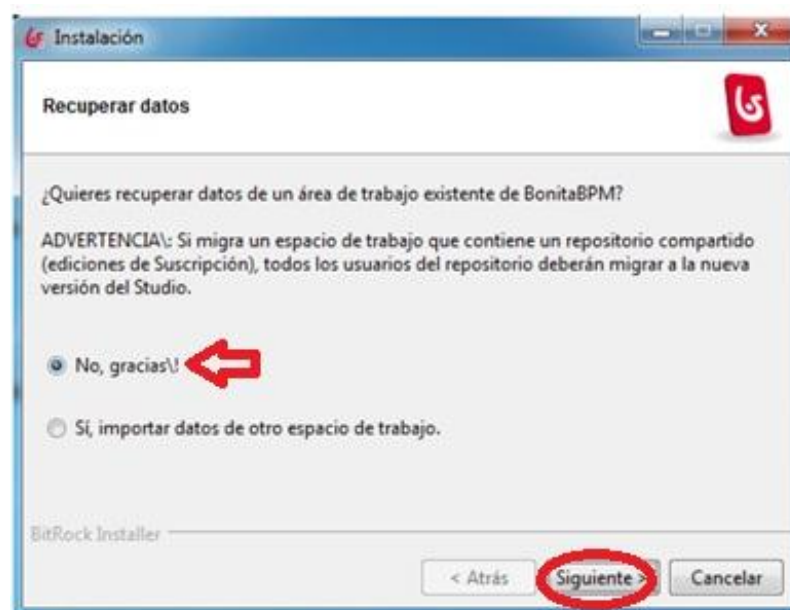 Instalación
Recuperar datos
¿Quieres recuperar datos de un área de trabajo existente de BonitaBPM?
ADVERTENCIA\: Si migra un espacio de trabajo que contiene un repositorio compartido
(ediciones de Suscripción), todos los usuarios del repositorio deberán migrar a la nueva
versión del Studio.
No, gracias\!
Sí, importar datos de otro espacio de trabajo.
BitRock Installer
< Atrás
Siguiente >
Cancelar